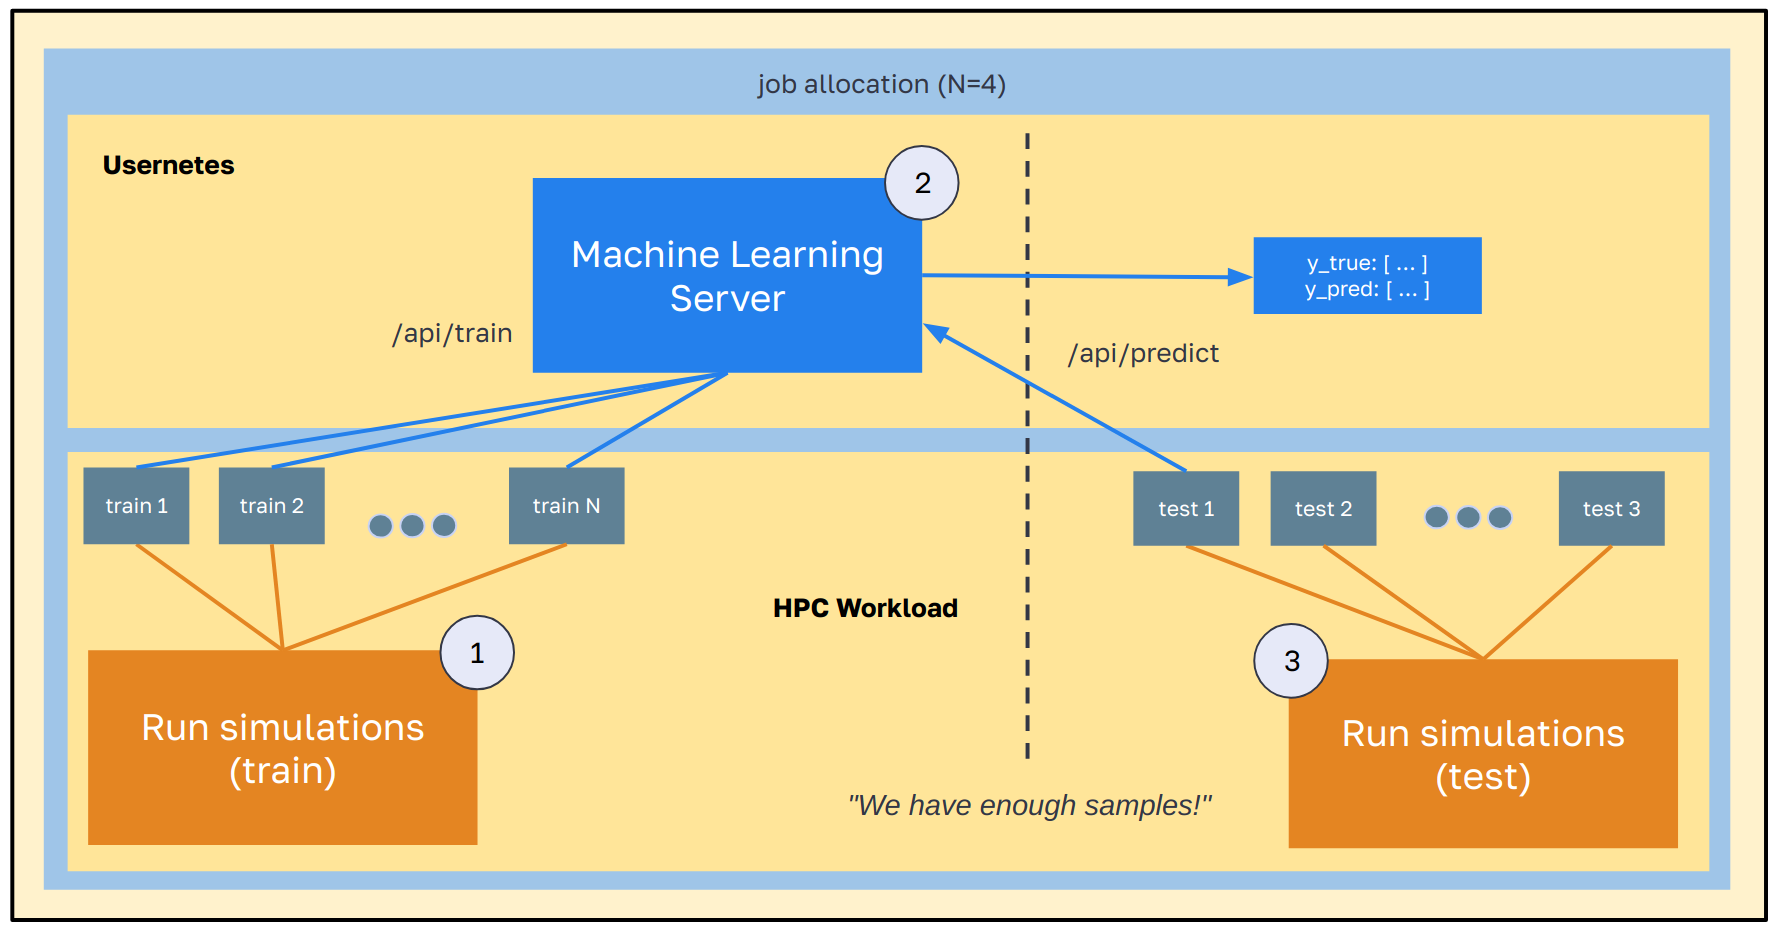 job allocation (N=4)
Usernetes
2
Machine Learning
Server
y_true: [ ... ]
y_pred: [ ... ]
/api/train
/api/predict
train 1
train 2
train N
test 1
test 2
test 3
HPC Workload
1
3
Run simulations
(train)
Run simulations
(test)
"We have enough samples!"